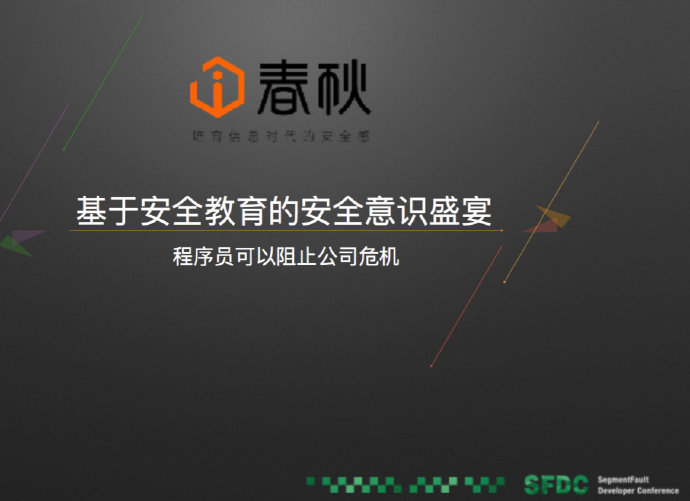 i春秋
培育信息时代的安全感
基于安全教育的安全意识盛宴
程序员可以阻止公司危机
SFDC
SegmentFault
Developer Conference